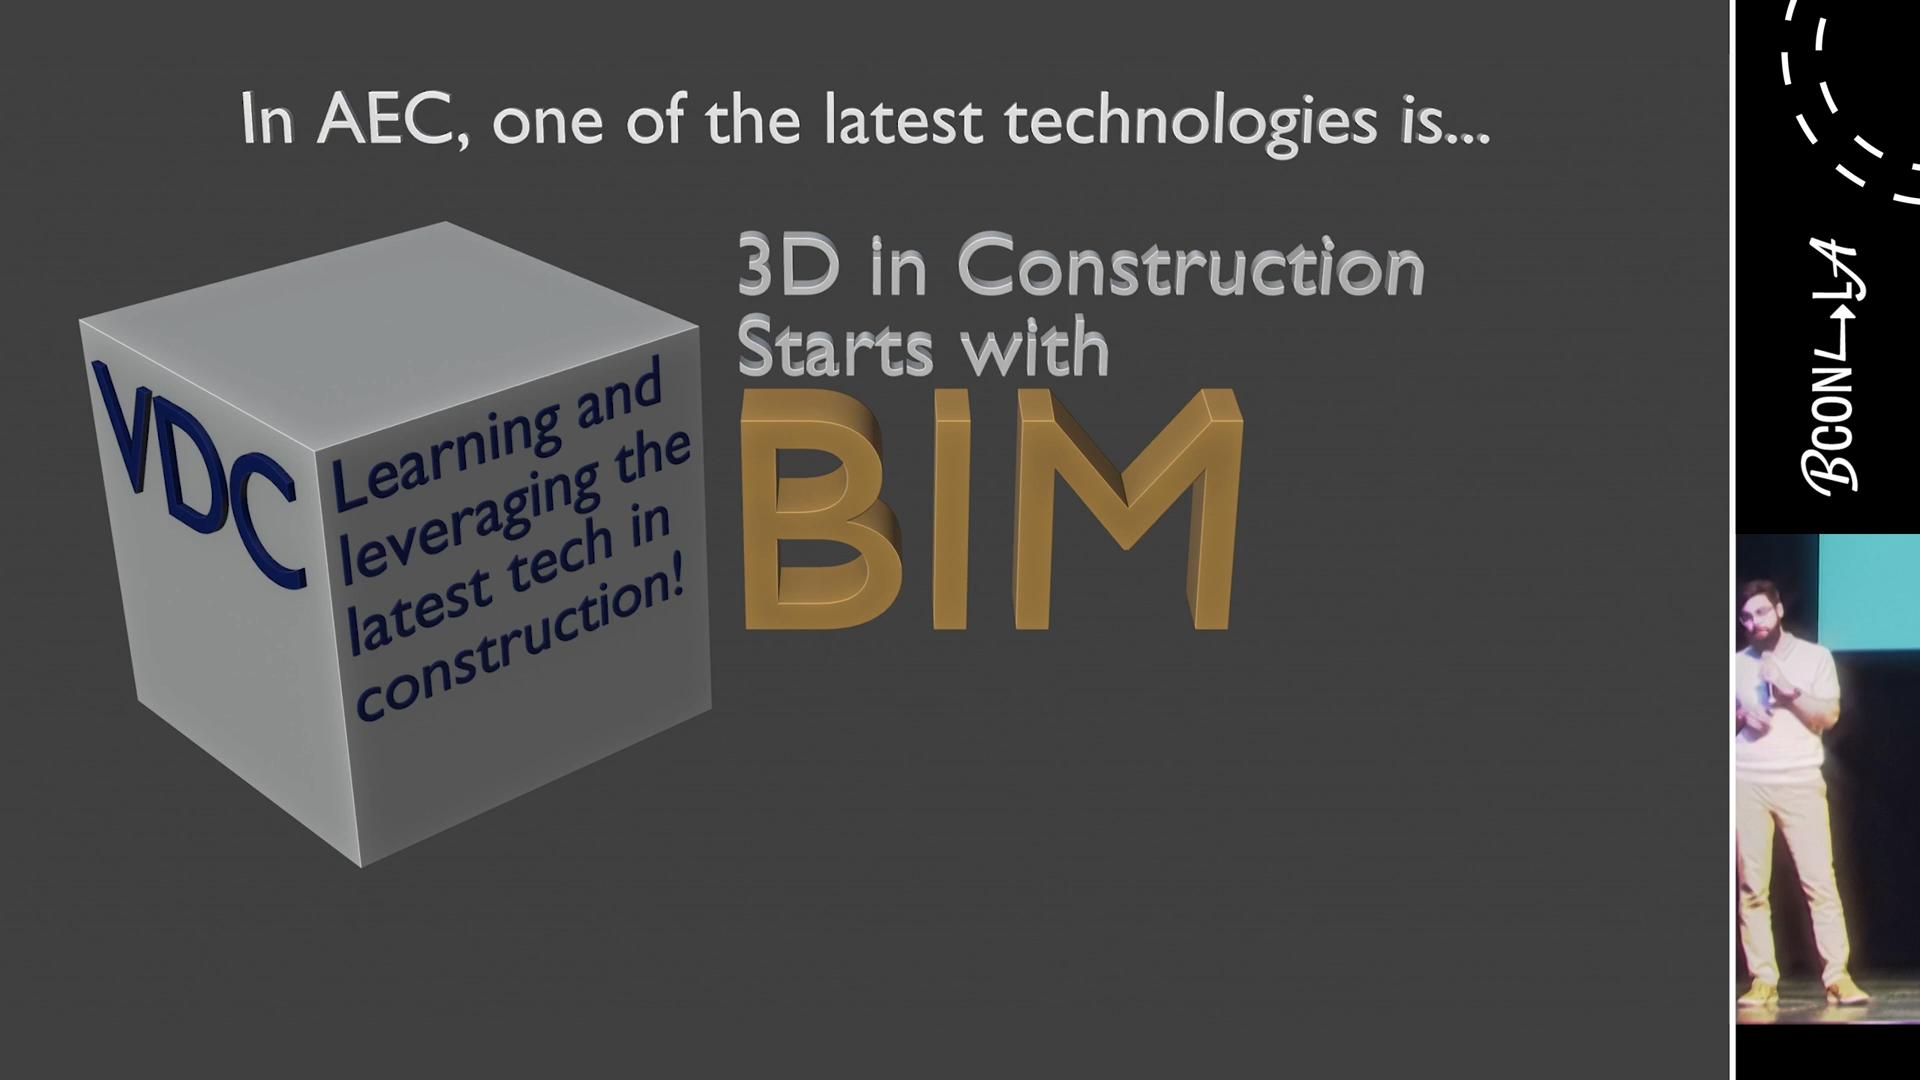 In AEC, one of the latest technologies is...
VDC
Learning and
leveraging the
latest tech in
construction!
3D in Construction
Starts with
BIM
BCON LA